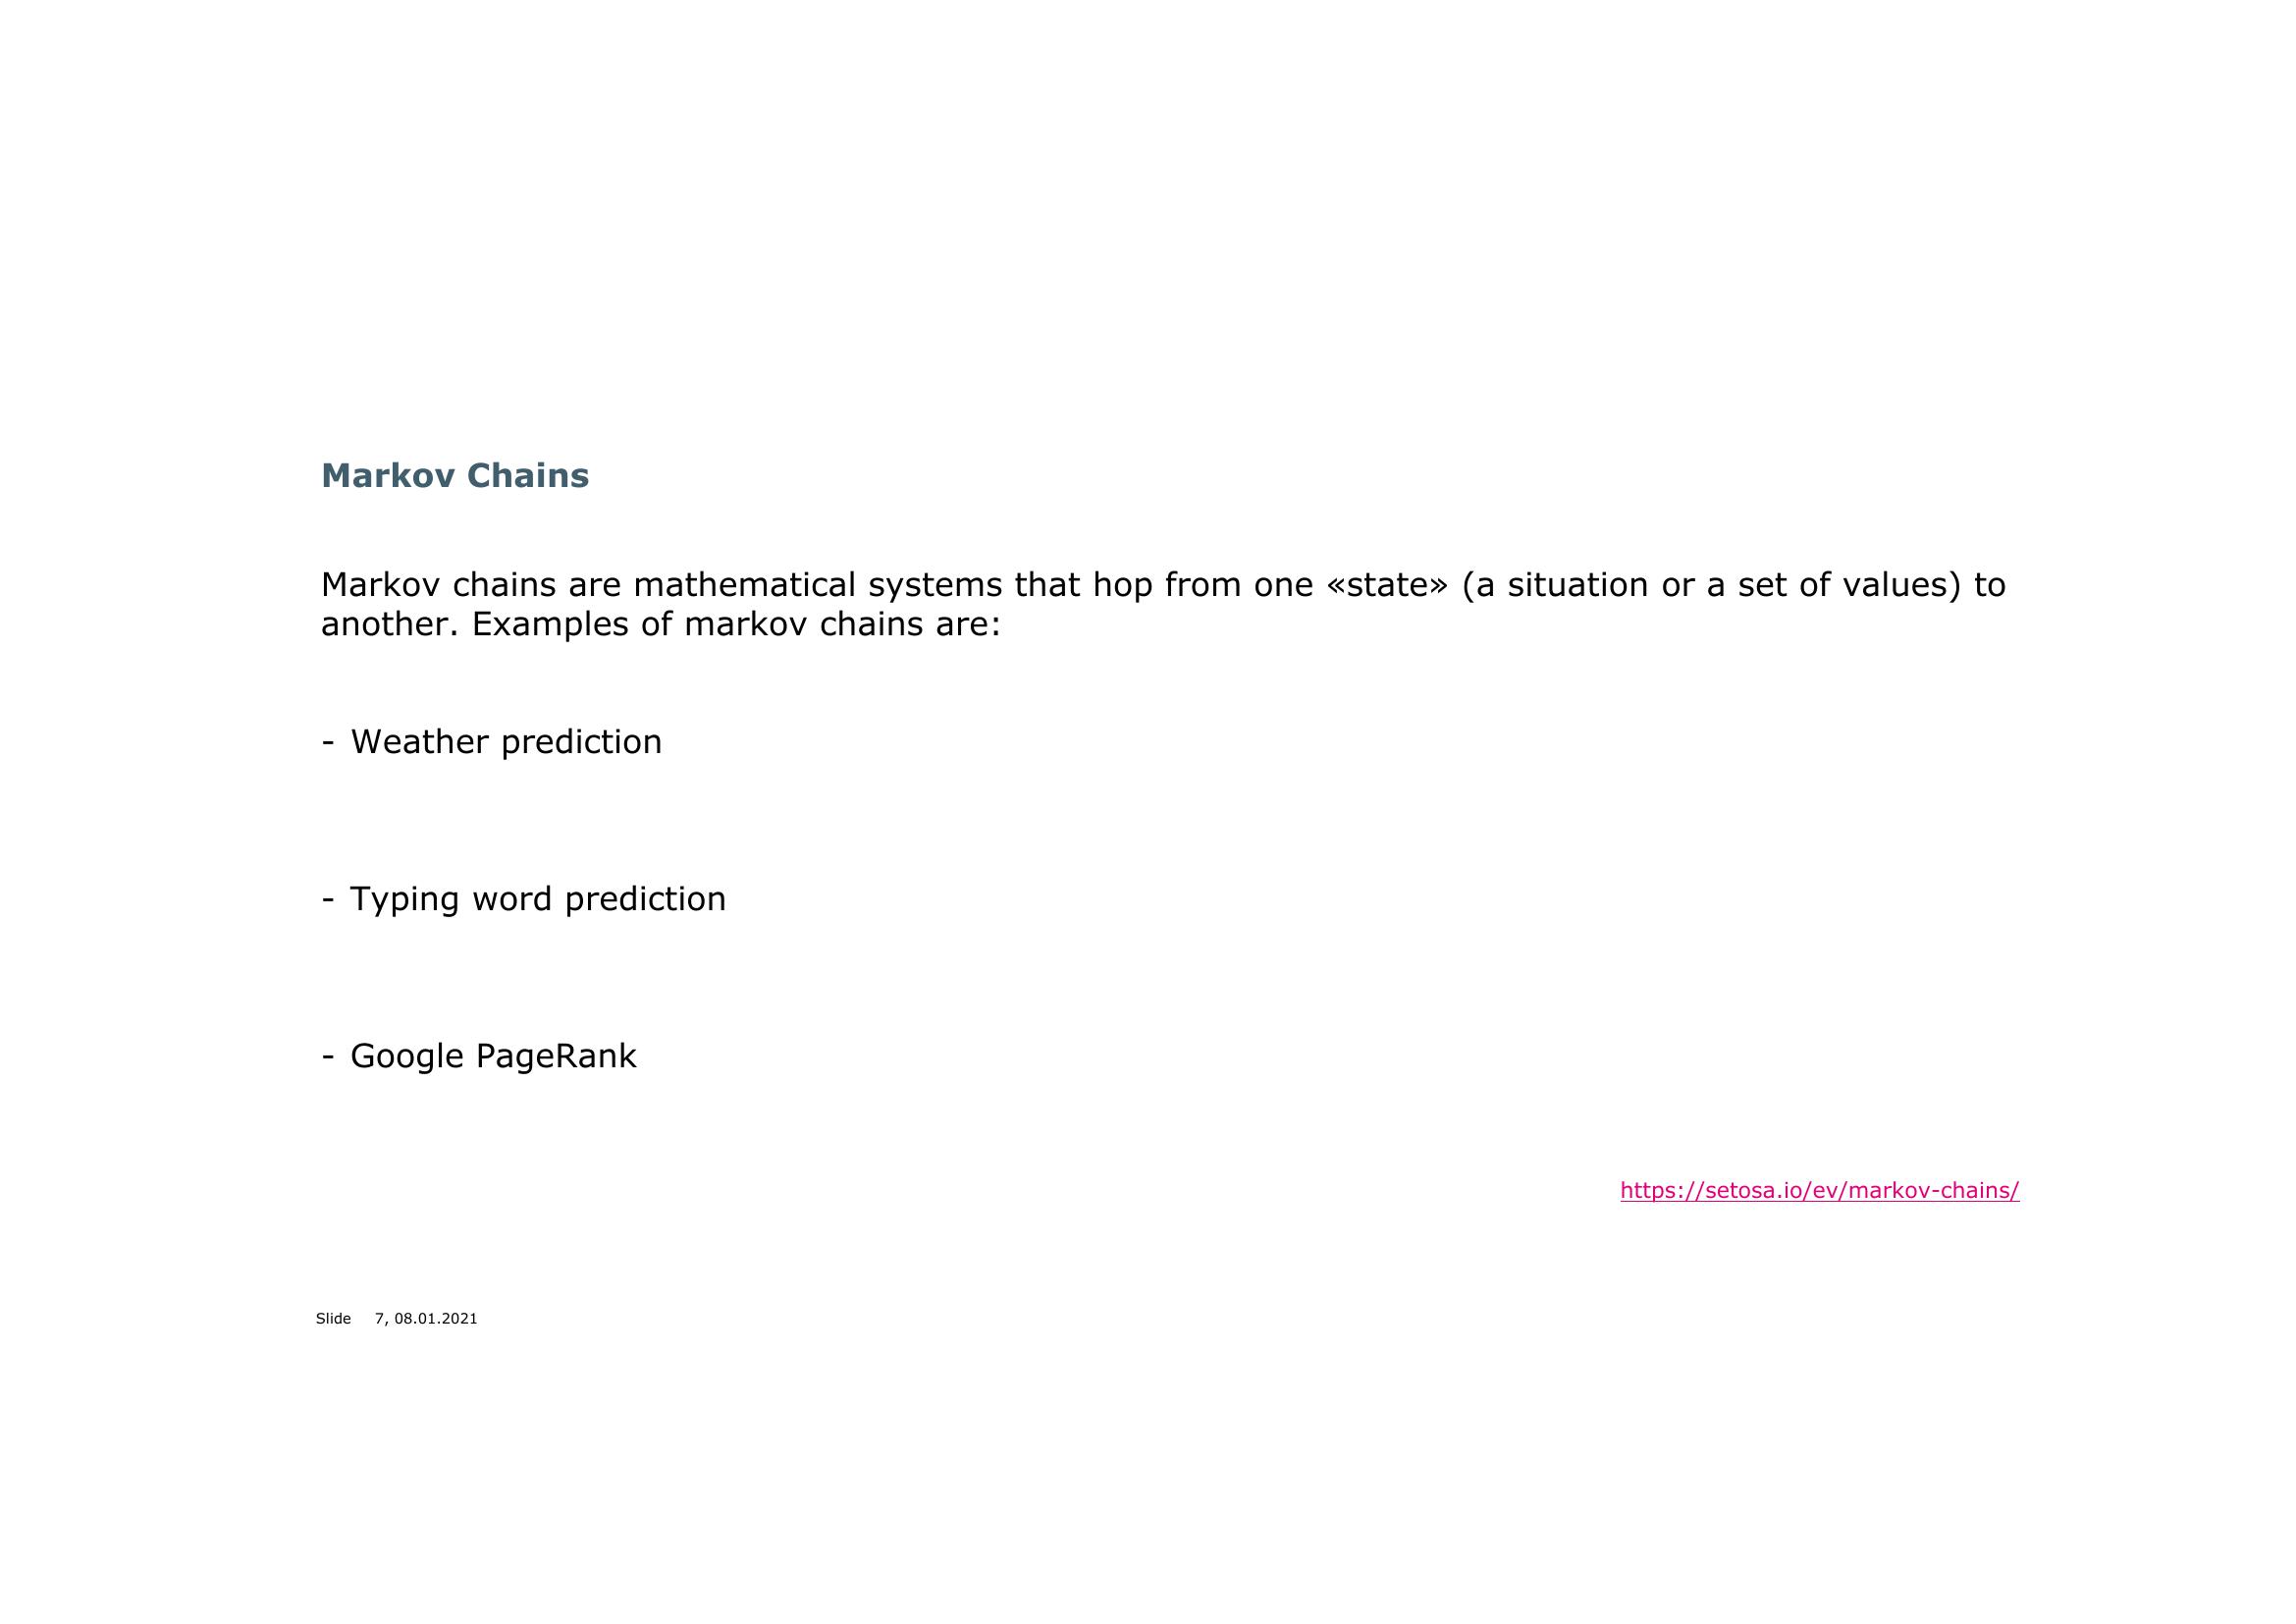 Markov Chains
Markov chains are mathematical systems that hop from one «state» (a situation or a set of values) to
another. Examples of markov chains are:
- Weather prediction
- Typing word prediction
- Google PageRank
https://setosa.io/ev/markov-chains/
Slide 7, 08.01.2021